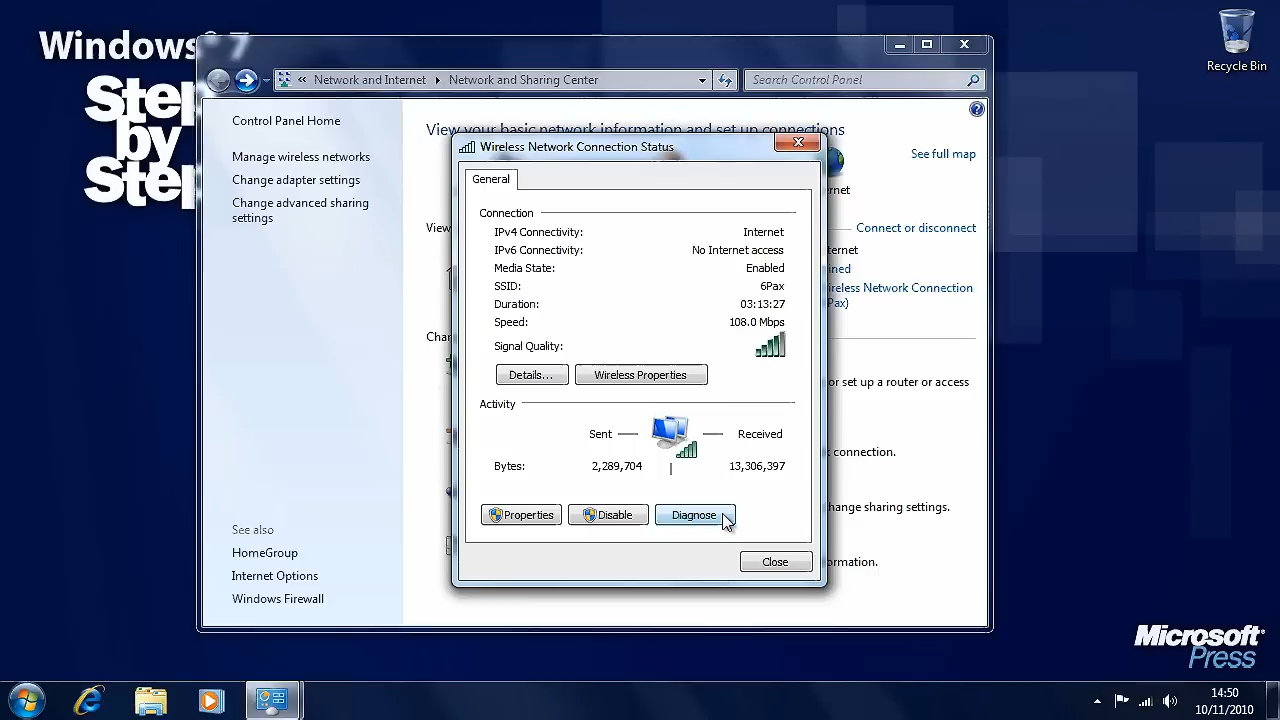 Windows 7
Step
by
Step
Recycle Bin
Network and Internet
Network and Sharing Center
Search Control Panel
Control Panel Home
Manage wireless networks
Change adapter settings
Change advanced sharing
settings
See also
HomeGroup
Internet Options
Windows Firewall
View your basic network information and set up connections
See full map
Connect or disconnect
ireless Network Connection
or set up a router or access
connection.
hange sharing settings.
Wireless Network Connection Status
General
Connection
IPv4 Connectivity: Internet
IPv6 Connectivity: No Internet access
Media State: Enabled
SSID: 6Pax
Duration: 03:13:27
Speed: 108.0 Mbps
Signal Quality:
Details... Wireless Properties
Activity
Sent Received
Bytes: 2,289,704 13,306,397
Properties Disable Diagnose
Close
Microsoft
Press
14:50
10/11/2010